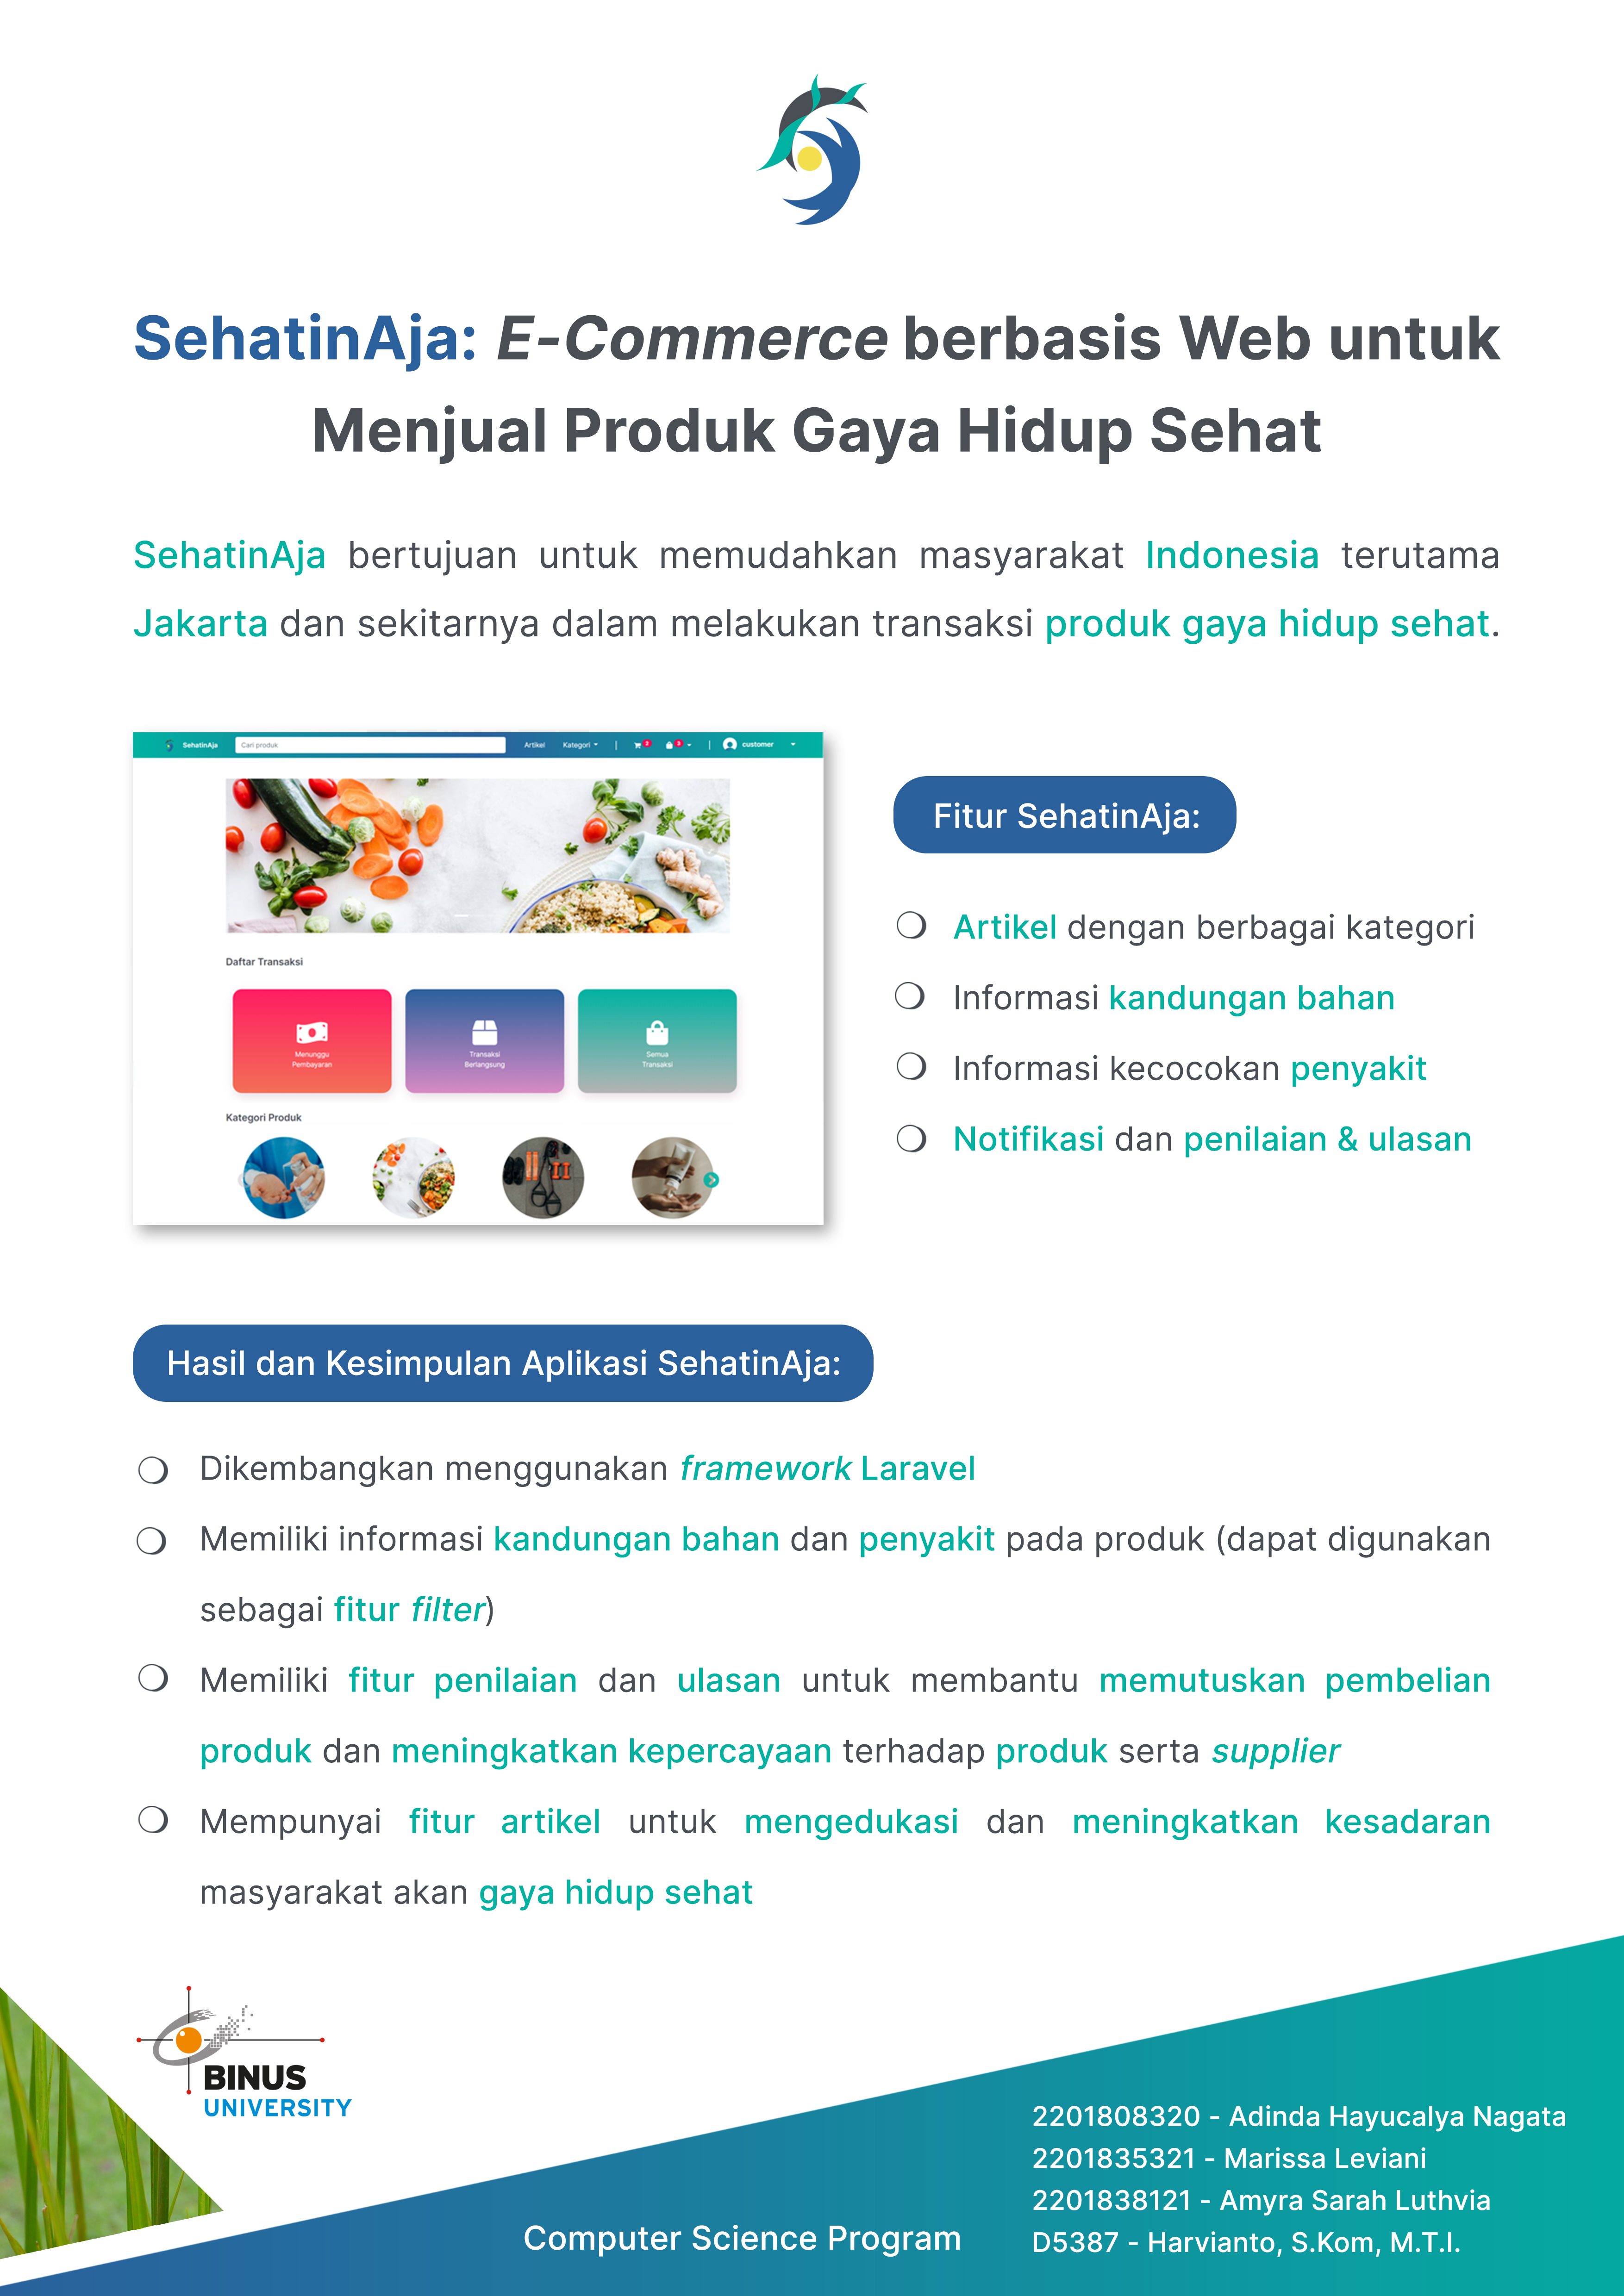 SehatinAja: E-Commerce berbasis Web untuk
Menjual Produk Gaya Hidup Sehat
SehatinAja bertujuan untuk memudahkan masyarakat Indonesia terutama
Jakarta dan sekitarnya dalam melakukan transaksi produk gaya hidup sehat.
SehatinAja Cari produk Artikel Kategori | 2 3 | customer
Daftar Transaksi
Menunggu
Pembayaran
Transaksi
Berlangsung
Semua
Transaksi
Kategori Produk
Fitur SehatinAja:
Artikel dengan berbagai kategori
Informasi kandungan bahan
Informasi kecocokan penyakit
Notifikasi dan penilaian & ulasan
Hasil dan Kesimpulan Aplikasi SehatinAja:
Dikembangkan menggunakan framework Laravel
Memiliki informasi kandungan bahan dan penyakit pada produk (dapat digunakan
sebagai fitur filter)
Memiliki fitur penilaian dan ulasan untuk membantu memutuskan pembelian
produk dan meningkatkan kepercayaan terhadap produk serta supplier
Mempunyai fitur artikel untuk mengedukasi dan meningkatkan kesadaran
masyarakat akan gaya hidup sehat
BINUS
UNIVERSITY
Computer Science Program
2201808320 - Adinda Hayucalya Nagata
2201835321 - Marissa Leviani
2201838121 - Amyra Sarah Luthvia
D5387 - Harvianto, S.Kom, M.T.I.